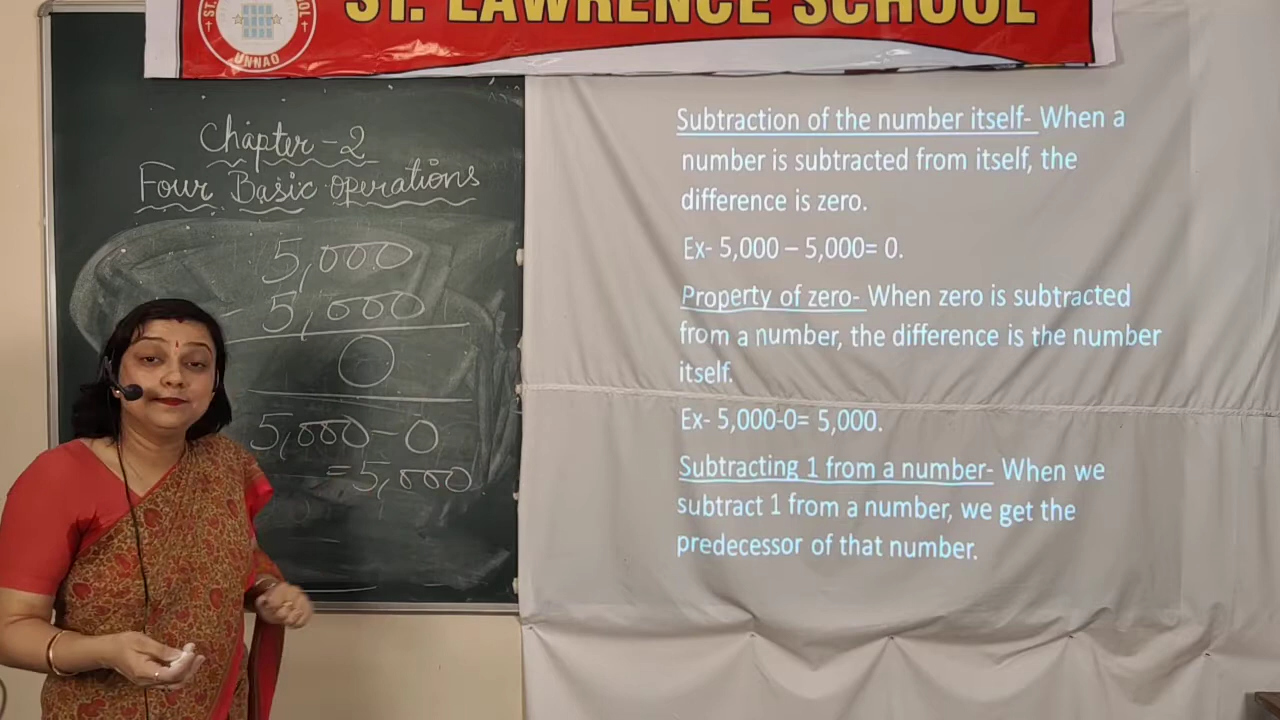 ST. LAWRENCE SCHOOL
UNNAO
Chapter-2
Four Basic Operations
5,000
- 5,000
0
5,000-0
=5,000
Subtraction of the number itself- When a
number is subtracted from itself, the
difference is zero.
Ex- 5,000 – 5,000= 0.
Property of zero- When zero is subtracted
from a number, the difference is the number
itself.
Ex- 5,000-0= 5,000.
Subtracting 1 from a number- When we
subtract 1 from a number, we get the
predecessor of that number.